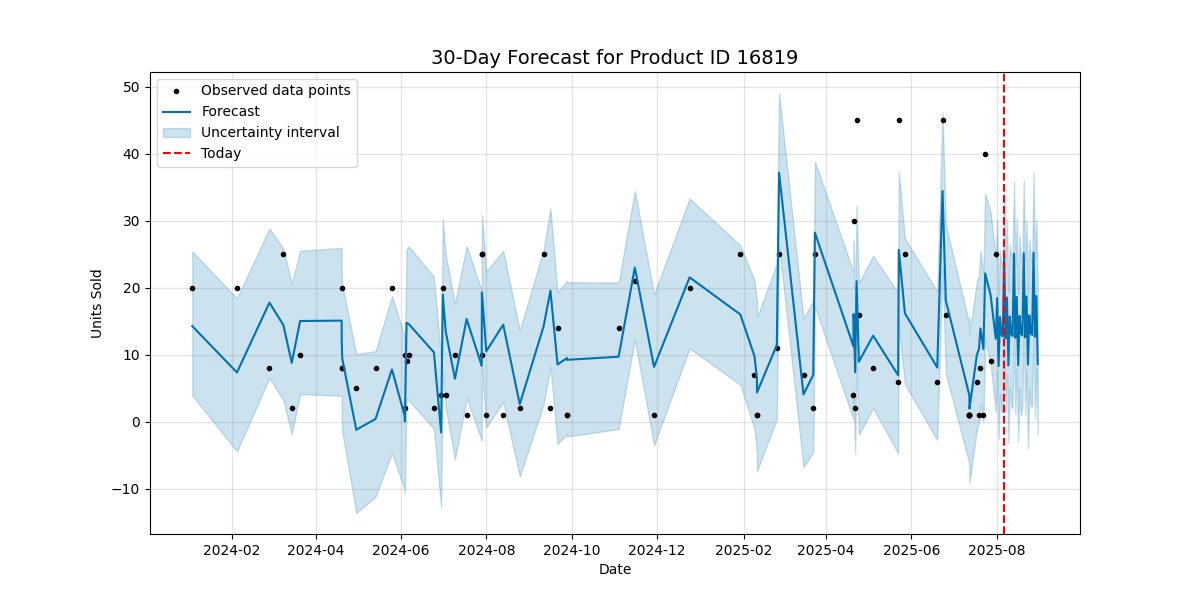 30-Day Forecast for Product ID 16819
Observed data points
Forecast
Uncertainty interval
Today
50
40
30
20
10
0
−10
Units Sold
2024-02 2024-04 2024-06 2024-08 2024-10 2024-12 2025-02 2025-04 2025-06 2025-08
Date